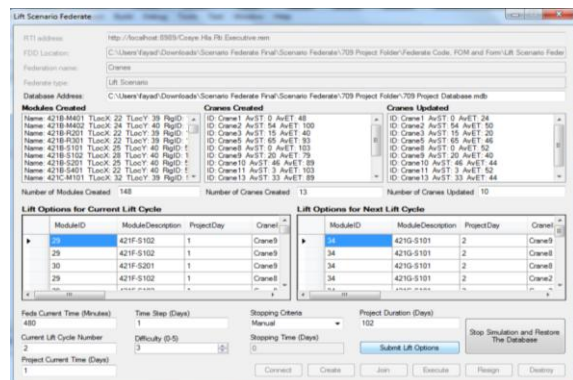 Lift Scenario Federate
RTI address: http://localhost:8989/Cosye.Hla.Rti.Executive.rem
FDD Location: C:\Users\fayad\Downloads\Scenario Federate Final\Scenario Federate\709 Project Folder\Federate Code, FOM and Form\Lift Scenario Feder
Federation name: Cranes
Federate type: Lift Scenario
Database Address: C:\Users\fayad\Downloads\Scenario Federate Final\Scenario Federate\709 Project Folder\709 Project Database.mdb
Modules Created Cranes Created Cranes Updated
Name: 421B-M401 TLocX: 22 TLocY: 39 RigID: ID: Crane1 AvST: 0 AvET: 48 ID: Crane1 AvST: 0 AvET: 24
Name: 421B-M402 TLocX: 24 TLocY: 40 RigID: ID: Crane2 AvST: 54 AvET: 100 ID: Crane2 AvST: 54 AvET: 50
Name: 421B-R201 TLocX: 22 TLocY: 39 RigID: ID: Crane3 AvST: 15 AvET: 40 ID: Crane3 AvST: 15 AvET: 20
Name: 421B-R301 TLocX: 22 TLocY: 39 RigID: ID: Crane5 AvST: 65 AvET: 93 ID: Crane5 AvST: 65 AvET: 46
Name: 421B-S101 TLocX: 25 TLocY: ID: Crane8 AvST: 0 AvET: 103 ID: Crane8 AvST: 0 AvET: 52
Name: 421B-S102 TLocX: 28 TLocY: 40 RigID: ID: Crane9 AvST: 20 AvET: 79 ID: Crane9 AvST: 20 AvET: 40
Name: 421B-S201 TLocX: 25 TLocY: 40 RigID: ID: Crane10 AvST: 46 AvET: 89 ID: Crane10 AvST: 46 AvET: 44
Name: 421B-S401 TLocX: 25 TLocY: ID: Crane11 AvST: 3 AvET: 103 ID: Crane11 AvST: 3 AvET: 52
Name: 421C-M101 TLocX: 32 TLocY: 39 RigID: ID: Crane13 AvST: 33 AvET: 89 ID: Crane13 AvST: 33 AvET: 44
Number of Modules Created 148 Number of Cranes Created 13 Number of Cranes Updated 10
Lift Options for Current Lift Cycle Lift Options for Next Lift Cycle
ModuleID ModuleDescription ProjectDay CraneI ModuleID ModuleDescription ProjectDay CraneI
29 421F-S102 1 Crane9 34 421G-S101 2 Crane9
29 421F-S102 1 Crane8 34 421G-S101 2 Crane8
30 421F-S201 1 Crane9 34 421G-S101 2 Crane9
29 421F-S102 1 Crane8 34 421G-S101 2 Crane2
Feds Current Time (Minutes) Time Step (Days) Stopping Criteria Project Duration (Days)
480 1 Manual 102
Current Lift Cycle Number Difficulty (0-5) Stopping Time (Days)
2 3 0 Submit Lift Options
Stop Simulation and Restore The Database
Project Current Time (Days)
1 Connect Create Join Execute Resign Destroy